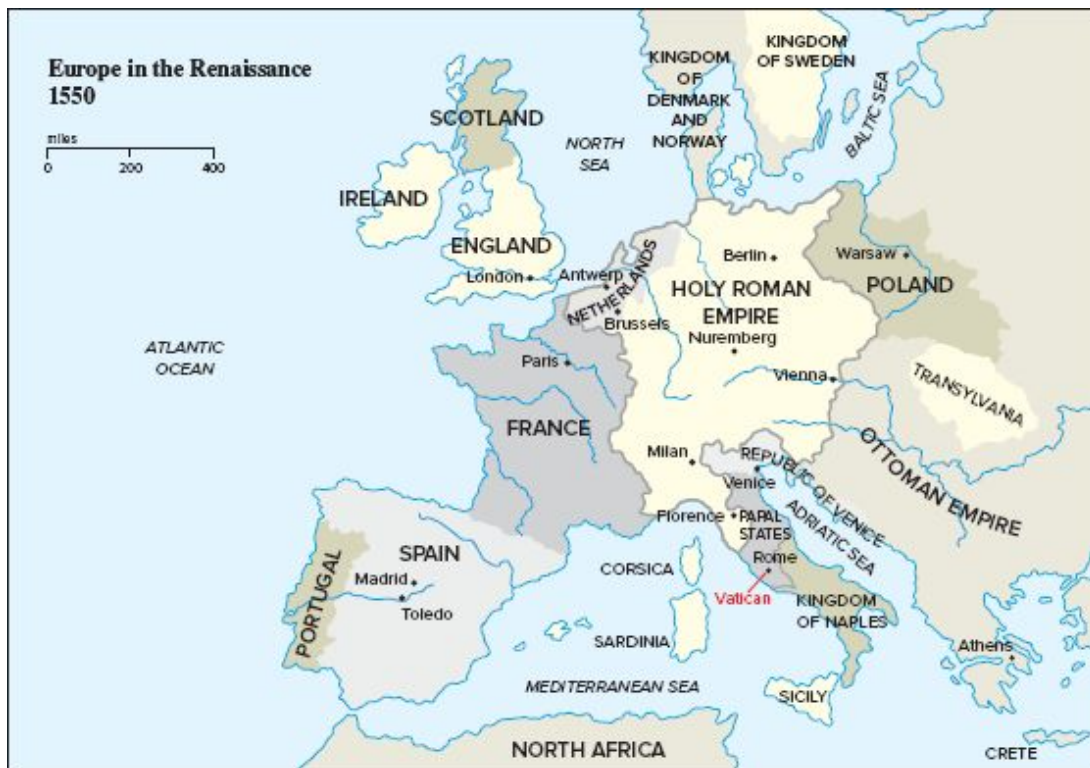 Europe in the Renaissance
1550
miles
0 200 400
SCOTLAND
IRELAND
ENGLAND
London
NORTH
SEA
KINGDOM
OF
DENMARK
AND
NORWAY
KINGDOM
OF SWEDEN
BALTIC SEA
ATLANTIC
OCEAN
Antwerp
NETHERLANDS
Brussels
Berlin
HOLY ROMAN
EMPIRE
Nuremberg
Vienna
Warsaw
POLAND
TRANSYLVANIA
Paris
FRANCE
Milan
REPUBLIC OF VENICE
Venice
OTTOMAN EMPIRE
ADRIATIC SEA
Florence
PAPAL
STATES
Rome
Vatican
KINGDOM
OF NAPLES
CORSICA
SARDINIA
SICILY
PORTUGAL
SPAIN
Madrid
Toledo
MEDITERRANEAN SEA
Athens
NORTH AFRICA
CRETE